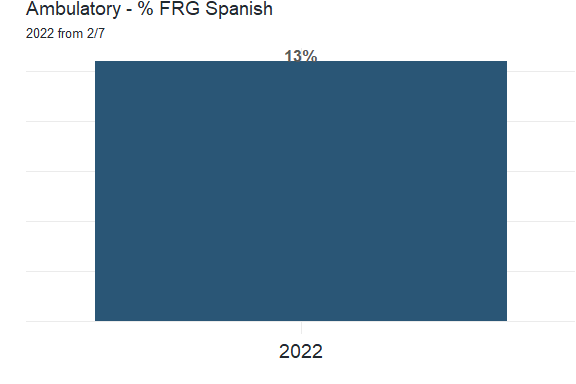 Ambulatory - % FRG Spanish
2022 from 2/7
13%
2022